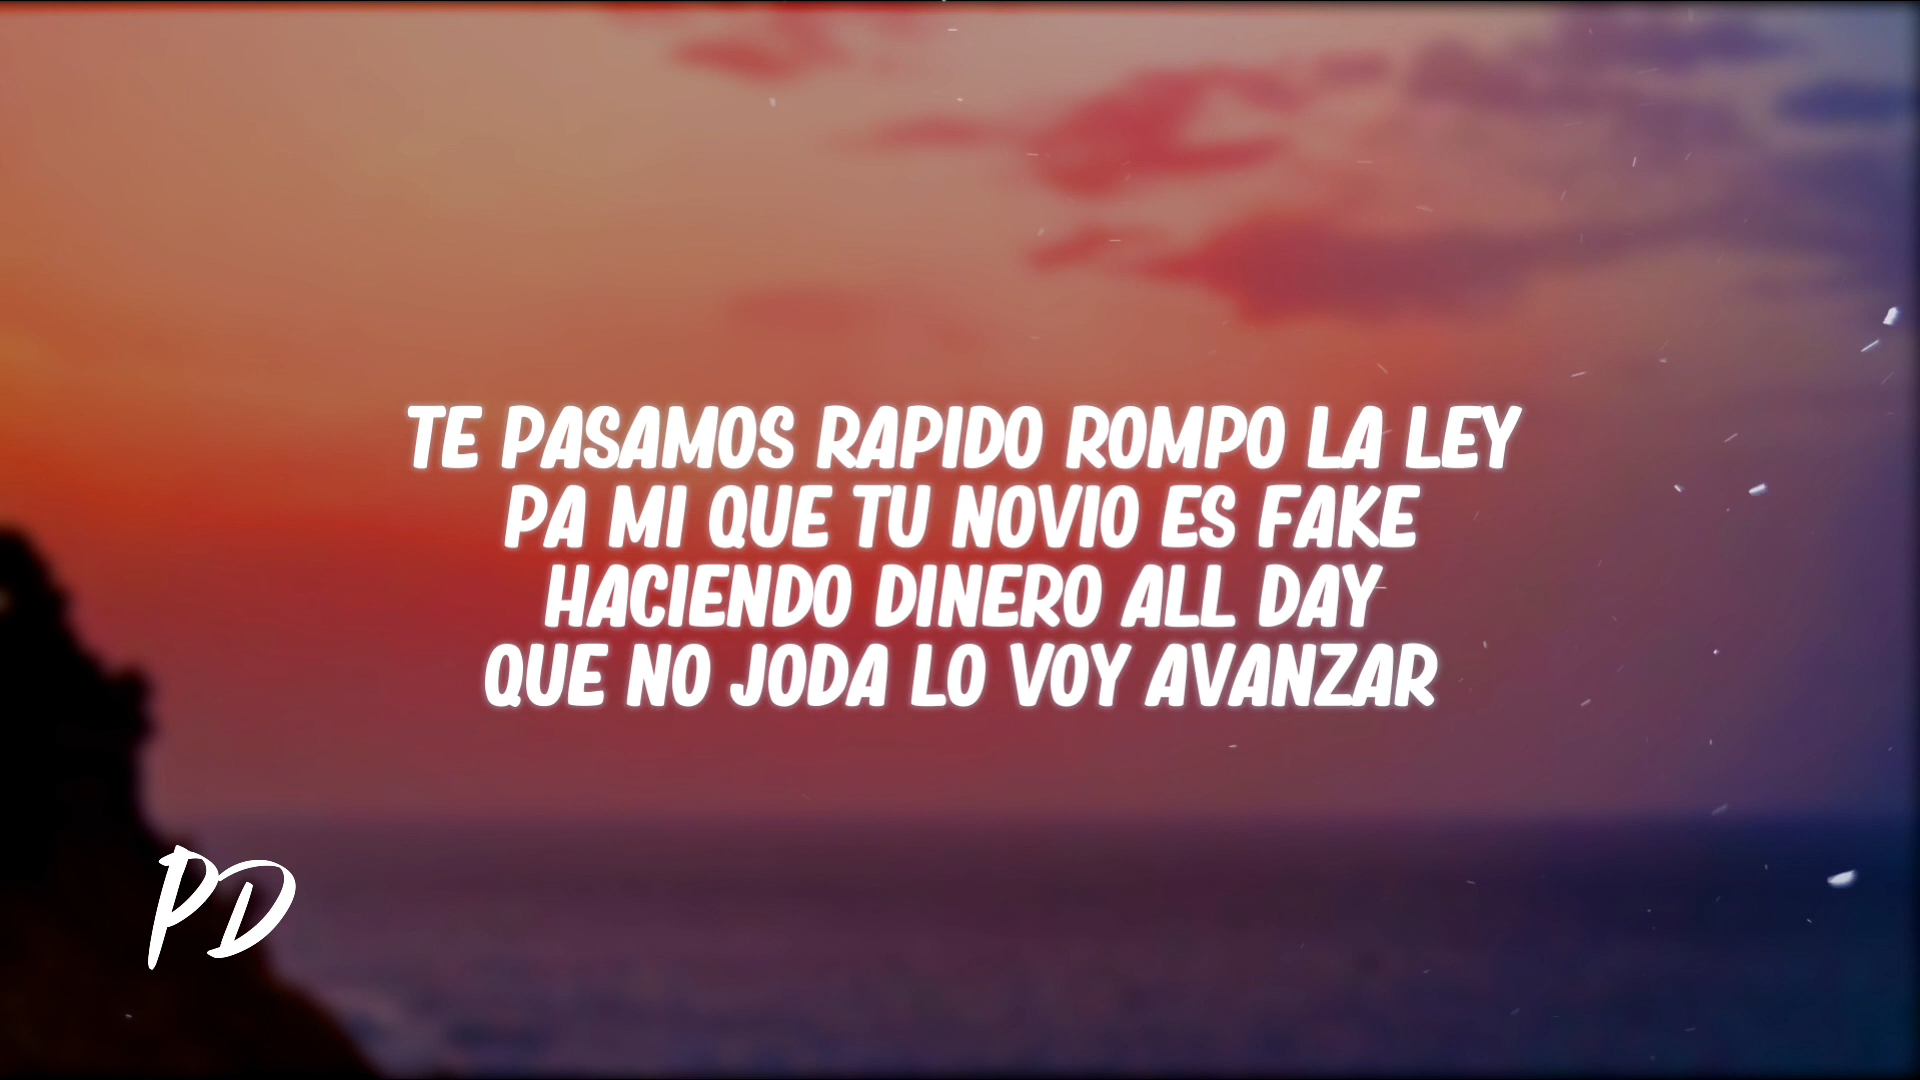 TE PASAMOS RAPIDO ROMPO LA LEY
PA MI QUE TU NOVIO ES FAKE
HACIENDO DINERO ALL DAY
QUE NO JODA LO VOY AVANZAR
PD